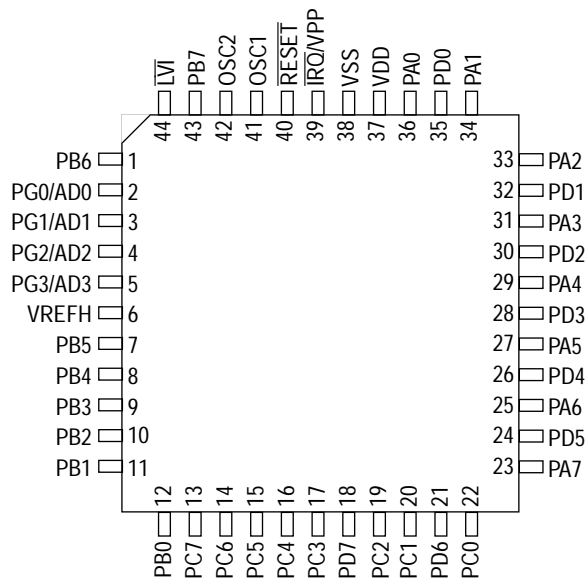 LVI
PB7
OSC2
OSC1
RESET
IRQ/VPP
VSS
VDD
PA0
PD0
PA1
44
43
42
41
40
39
38
37
36
35
34
PB6 1
PG0/AD0 2
PG1/AD1 3
PG2/AD2 4
PG3/AD3 5
VREFH 6
PB5 7
PB4 8
PB3 9
PB2 10
PB1 11
33 PA2
32 PD1
31 PA3
30 PD2
29 PA4
28 PD3
27 PA5
26 PD4
25 PA6
24 PD5
23 PA7
12
13
14
15
16
17
18
19
20
21
22
PB0
PC7
PC6
PC5
PC4
PC3
PD7
PC2
PC1
PD6
PC0